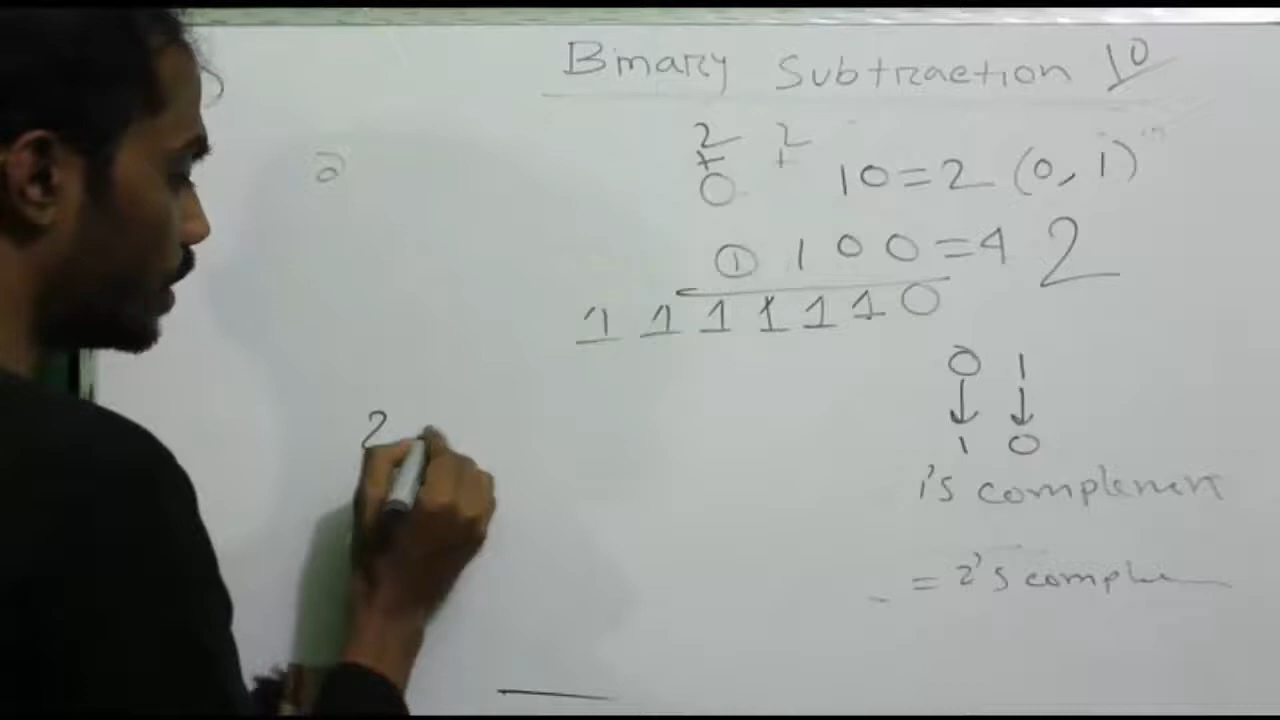 Binary Subtraction 10
2 2
+ +
0 10=2 (0, 1)
① 1 0 0 =4 2
1 1 1 1 1 1 0
0 1
↓ ↓
1 0
1's complement
= 2's comple
2